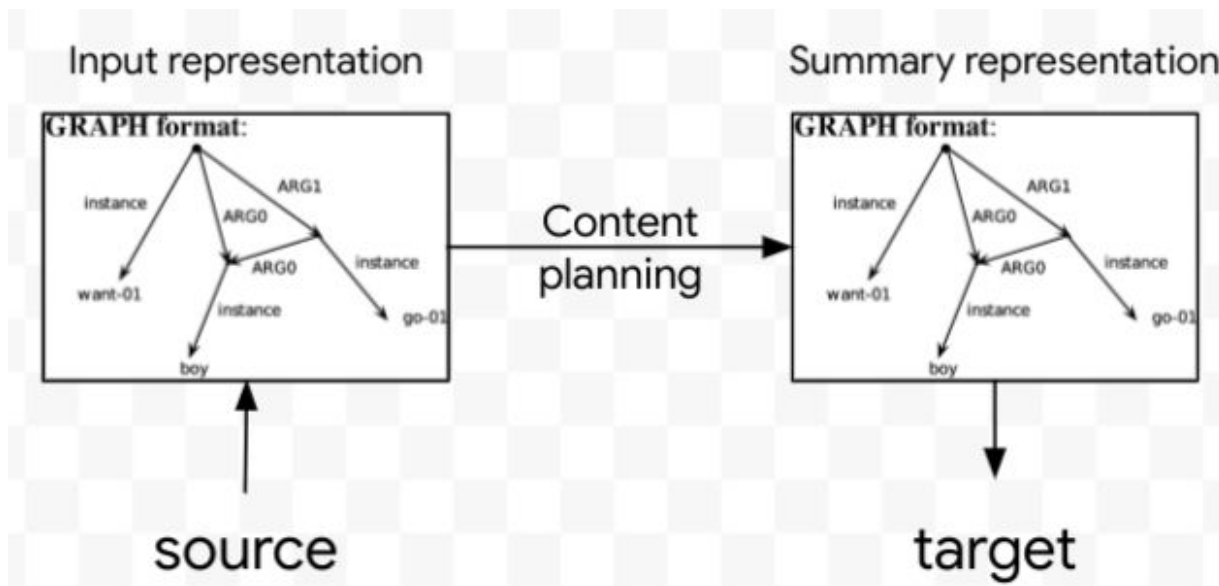 Input representation
GRAPH format:
instance
ARG1
ARG0
ARG0
instance
want-01
instance
go-01
boy
Content
planning
Summary representation
GRAPH format:
instance
ARG1
ARG0
ARG0
instance
want-01
instance
go-01
boy
source
target